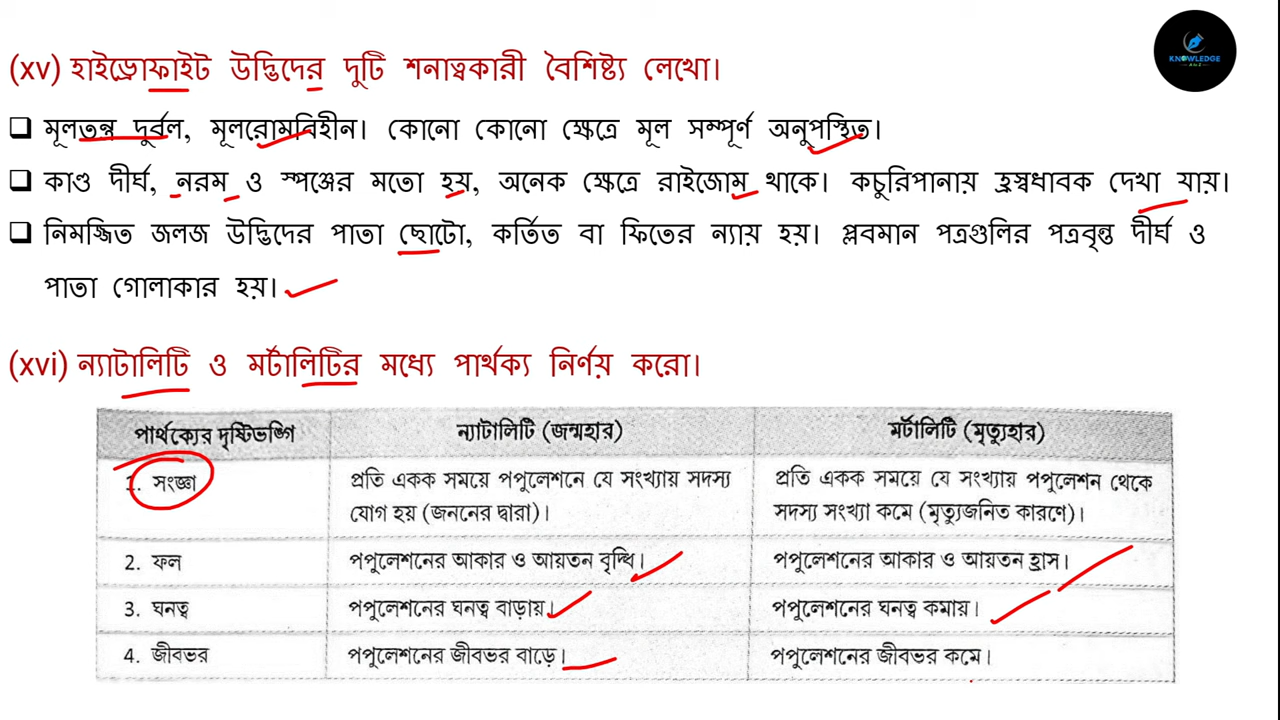 KNOWLEDGE
A to Z
(xv) হাইড্রোফাইট উদ্ভিদের দুটি শনাত্বকারী বৈশিষ্ট্য লেখো।
❑ মূলতন্ত্র দুর্বল, মূলরোমবিহীন। কোনো কোনো ক্ষেত্রে মূল সম্পূর্ণ অনুপস্থিত।
❑ কাণ্ড দীর্ঘ, নরম ও স্পঞ্জের মতো হয়, অনেক ক্ষেত্রে রাইজোম থাকে। কচুরিপানায় হ্রস্বধাবক দেখা যায়।
❑ নিমজ্জিত জলজ উদ্ভিদের পাতা ছোটো, কর্তিত বা ফিতের ন্যায় হয়। প্লবমান পত্রগুলির পত্রবৃন্ত দীর্ঘ ও
পাতা গোলাকার হয়।
(xvi) ন্যাটালিটি ও মর্টালিটির মধ্যে পার্থক্য নির্ণয় করো।
পার্থক্যের দৃষ্টিভঙ্গি ন্যাটালিটি (জন্মহার) মর্টালিটি (মৃত্যুহার)
1. সংজ্ঞা প্রতি একক সময়ে পপুলেশনে যে সংখ্যায় সদস্য প্রতি একক সময়ে যে সংখ্যায় পপুলেশন থেকে
যোগ হয় (জননের দ্বারা)। সদস্য সংখ্যা কমে (মৃত্যুজনিত কারণে)।
2. ফল পপুলেশনের আকার ও আয়তন বৃদ্ধি। পপুলেশনের আকার ও আয়তন হ্রাস।
3. ঘনত্ব পপুলেশনের ঘনত্ব বাড়ায়। পপুলেশনের ঘনত্ব কমায়।
4. জীবভর পপুলেশনের জীবভর বাড়ে। পপুলেশনের জীবভর কমে।